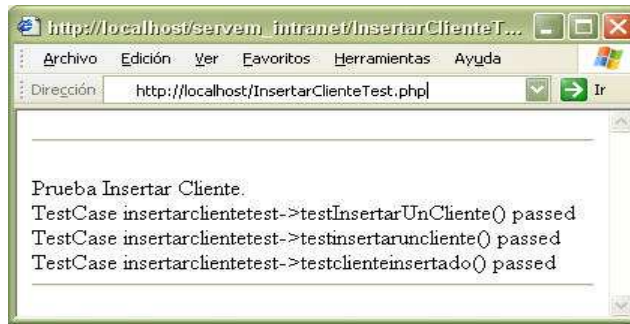 http://localhost/servem_intranet/InsertarClienteT...
Archivo Edición Ver Favoritos Herramientas Ayuda
Dirección http://localhost/InsertarClienteTest.php Ir
Prueba Insertar Cliente.
TestCase insertarclientetest->testInsertarUnCliente() passed
TestCase insertarclientetest->testinsertaruncliente() passed
TestCase insertarclientetest->testclienteinsertado() passed